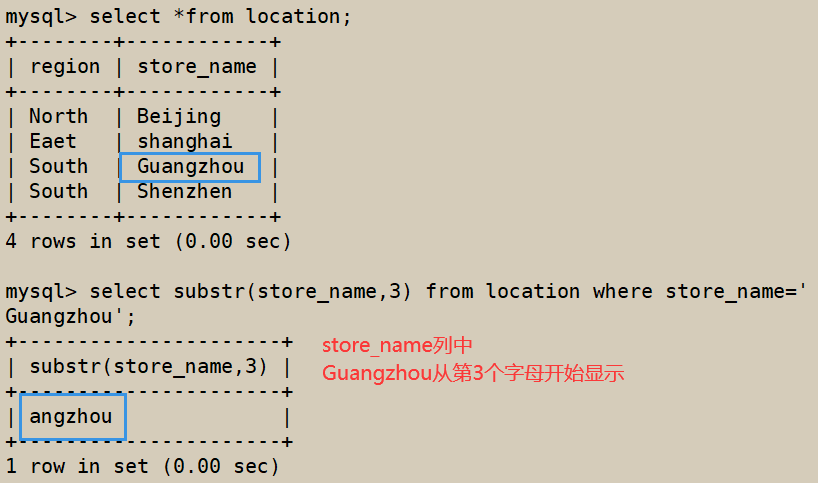 mysql> select *from location;
+--------+------------+
| region | store_name |
+--------+------------+
| North  | Beijing    |
| Eaet   | shanghai   |
| South  | Guangzhou  |
| South  | Shenzhen   |
+--------+------------+
4 rows in set (0.00 sec)
mysql> select substr(store_name,3) from location where store_name='
Guangzhou';
+----------------------+
| substr(store_name,3) |
+----------------------+
| angzhou              |
+----------------------+
1 row in set (0.00 sec)
store_name列中
Guangzhou从第3个字母开始显示